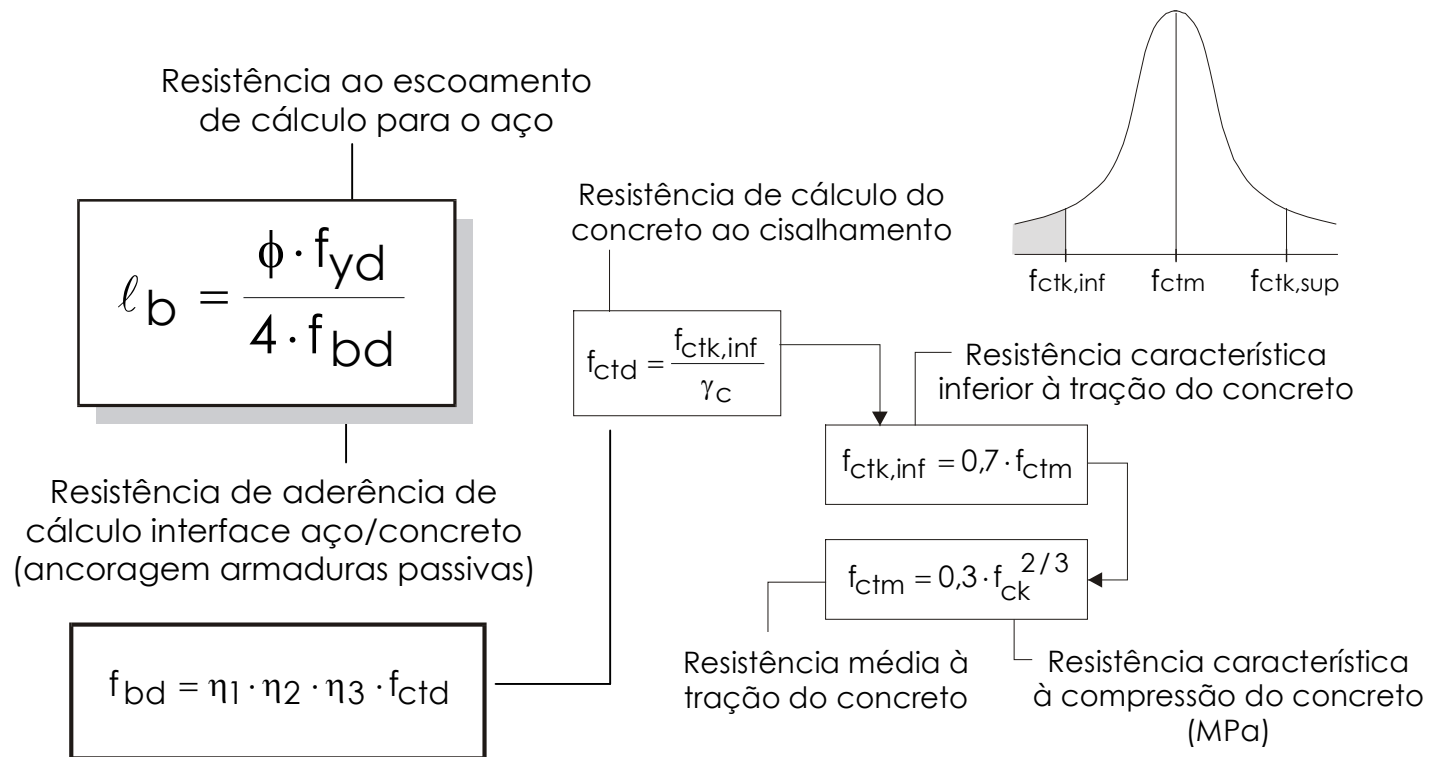 Resistência ao escoamento
de cálculo para o aço
ℓb = ϕ · fyd / 4 · fbd
Resistência de aderência de
cálculo interface aço/concreto
(ancoragem armaduras passivas)
fbd = η1 · η2 · η3 · fctd
Resistência de cálculo do
concreto ao cisalhamento
fctd = fctk,inf / γc
fctk,inf fctm fctk,sup
Resistência característica
inferior à tração do concreto
fctk,inf = 0,7 · fctm
fctm = 0,3 · fck^2/3
Resistência média à
tração do concreto
Resistência característica
à compressão do concreto
(MPa)